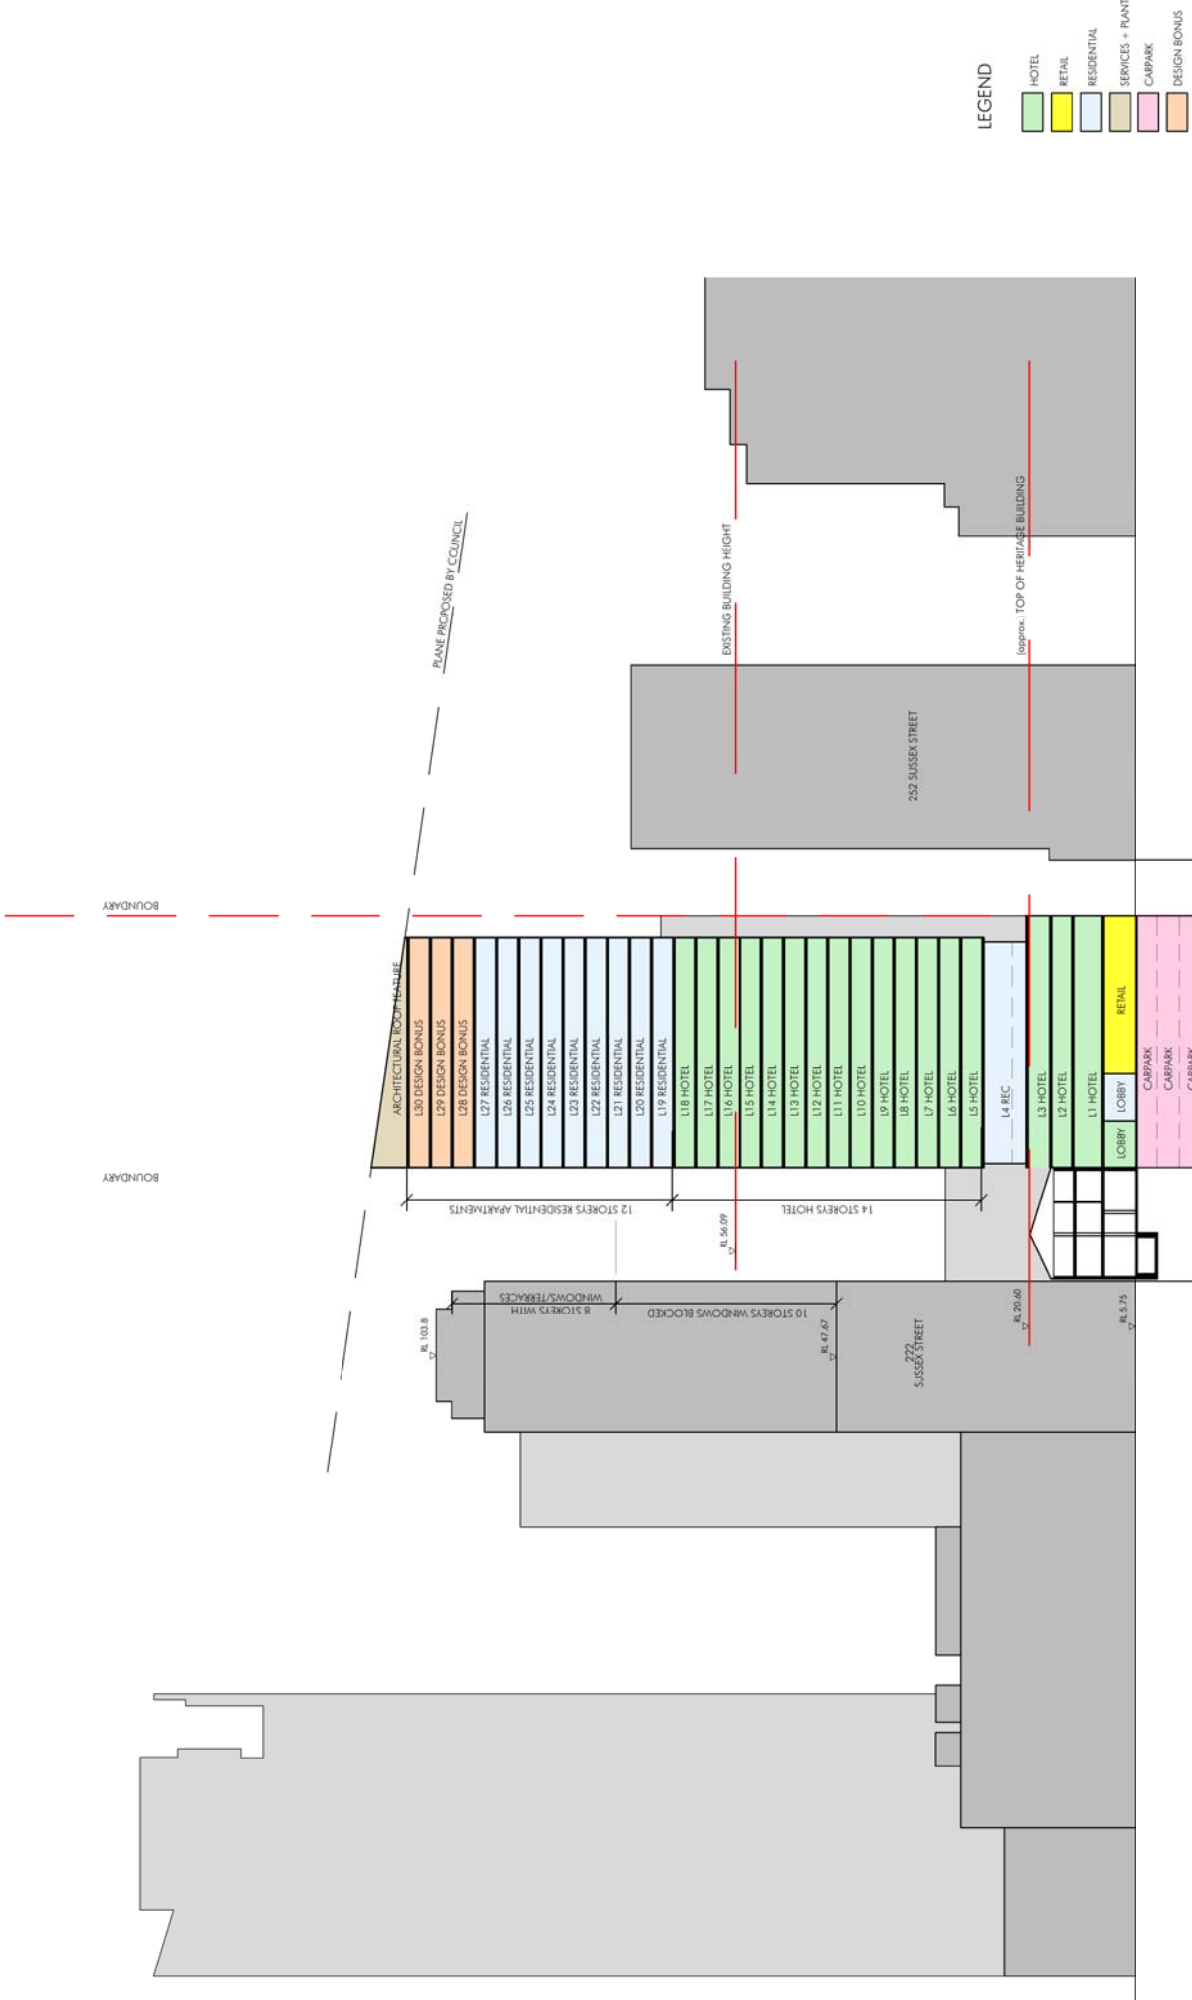 LEGEND
HOTEL
RETAIL
RESIDENTIAL
SERVICES + PLANT
CARPARK
DESIGN BONUS
BOUNDARY
BOUNDARY
PLANE PROPOSED BY COUNCIL
EXISTING BUILDING HEIGHT
(approx.) TOP OF HERITAGE BUILDING
252 SUSSEX STREET
ARCHITECTURAL ROOF FEATURE
L30 DESIGN BONUS
L29 DESIGN BONUS
L28 DESIGN BONUS
L27 RESIDENTIAL
L26 RESIDENTIAL
L25 RESIDENTIAL
L24 RESIDENTIAL
L23 RESIDENTIAL
L22 RESIDENTIAL
L21 RESIDENTIAL
L20 RESIDENTIAL
L19 RESIDENTIAL
L18 HOTEL
L17 HOTEL
L16 HOTEL
L15 HOTEL
L14 HOTEL
L13 HOTEL
L12 HOTEL
L11 HOTEL
L10 HOTEL
L9 HOTEL
L8 HOTEL
L7 HOTEL
L6 HOTEL
L5 HOTEL
L4 REC
L3 HOTEL
L2 HOTEL
L1 HOTEL
LOBBY
LOBBY
RETAIL
CARPARK
CARPARK
CARPARK
12 STOREYS RESIDENTIAL APARTMENTS
14 STOREYS HOTEL
8 STOREYS WITH
WINDOWS/TERRACES
10 STOREYS WINDOWS BLOCKED
RL 103.8
RL 56.09
RL 47.67
222
SUSSEX STREET
RL 20.60
RL 5.75